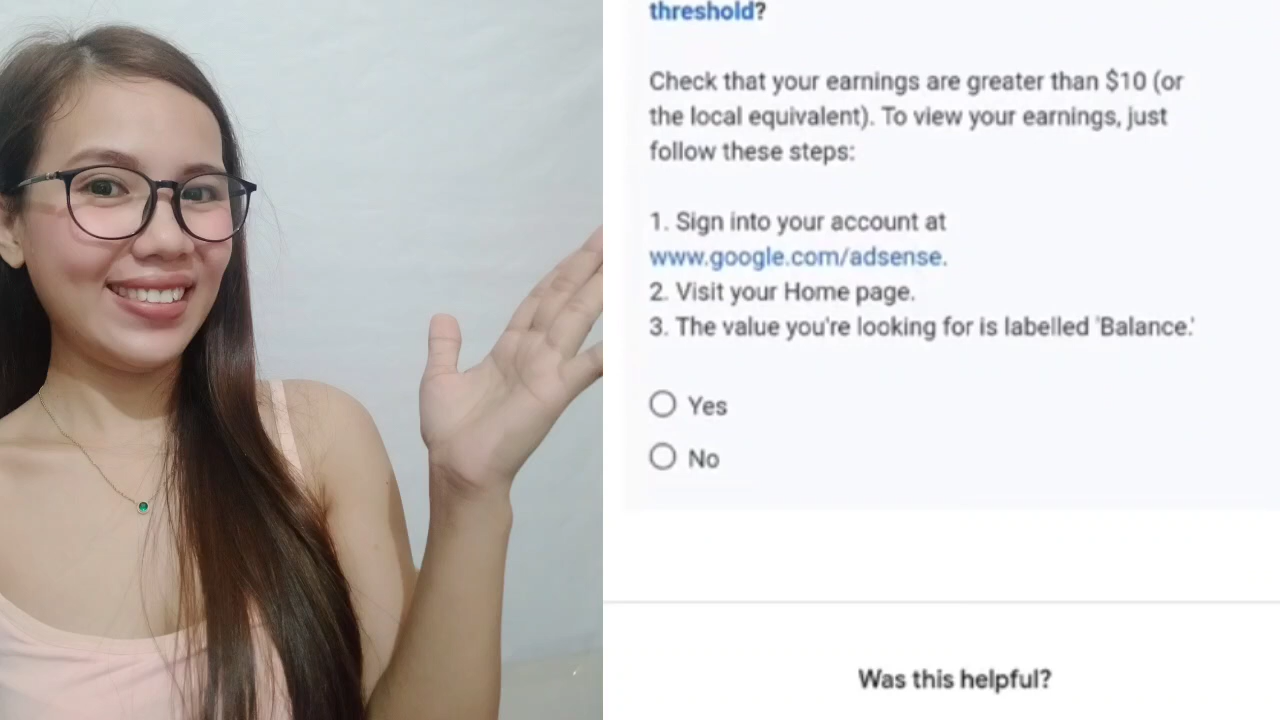 threshold?
Check that your earnings are greater than $10 (or
the local equivalent). To view your earnings, just
follow these steps:
1. Sign into your account at
www.google.com/adsense.
2. Visit your Home page.
3. The value you're looking for is labelled 'Balance.'
Yes
No
Was this helpful?